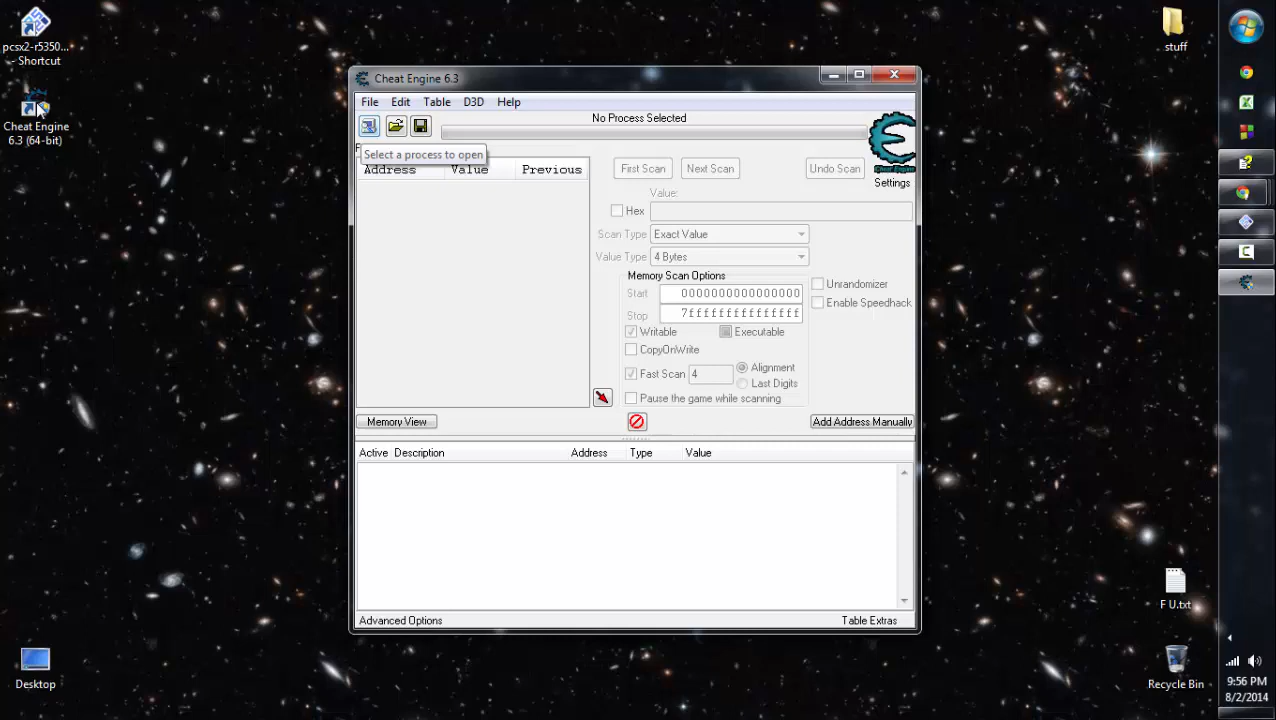 pcsx2-r5350...
- Shortcut
Cheat Engine
6.3 (64-bit)
Desktop
Cheat Engine 6.3
File Edit Table D3D Help
No Process Selected
Select a process to open
Address Value Previous
First Scan Next Scan Undo Scan
Cheat Engine
Settings
Value:
Hex
Scan Type Exact Value
Value Type 4 Bytes
Memory Scan Options
Start 0000000000000000
Stop 7fffffffffffffff
Unrandomizer
Enable Speedhack
Writable Executable
CopyOnWrite
Fast Scan 4 Alignment
Last Digits
Pause the game while scanning
Memory View Add Address Manually
Active Description Address Type Value
Advanced Options Table Extras
stuff
F U.txt
Recycle Bin
9:56 PM
8/2/2014